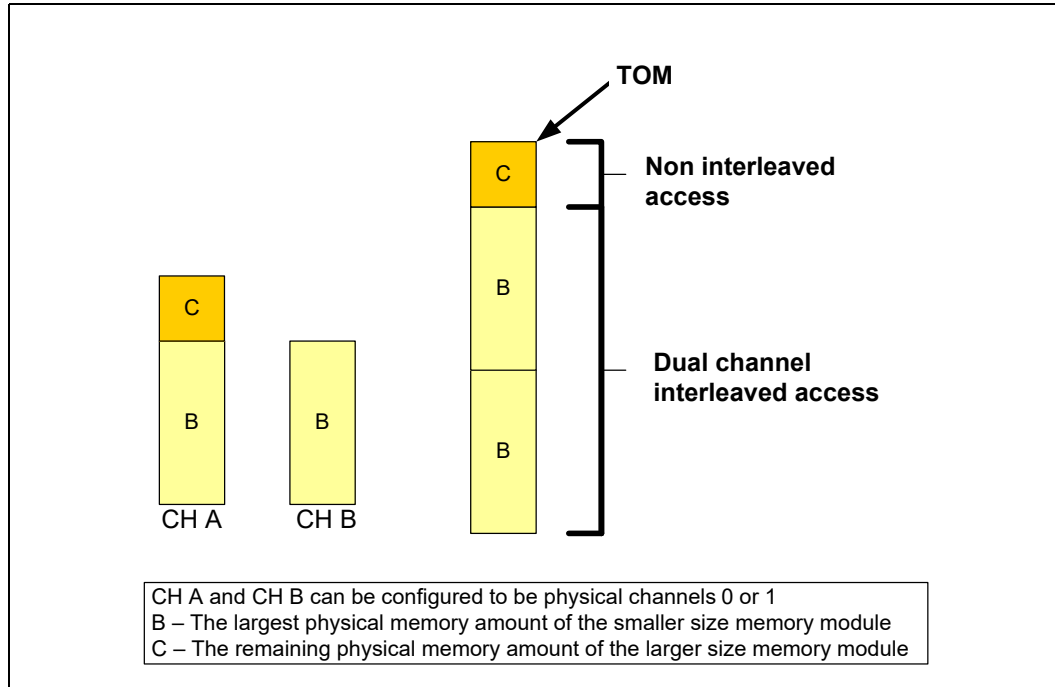 TOM
C
Non interleaved
access
C
B
B
B
Dual channel
interleaved access
B
CH A
CH B
CH A and CH B can be configured to be physical channels 0 or 1
B – The largest physical memory amount of the smaller size memory module
C – The remaining physical memory amount of the larger size memory module